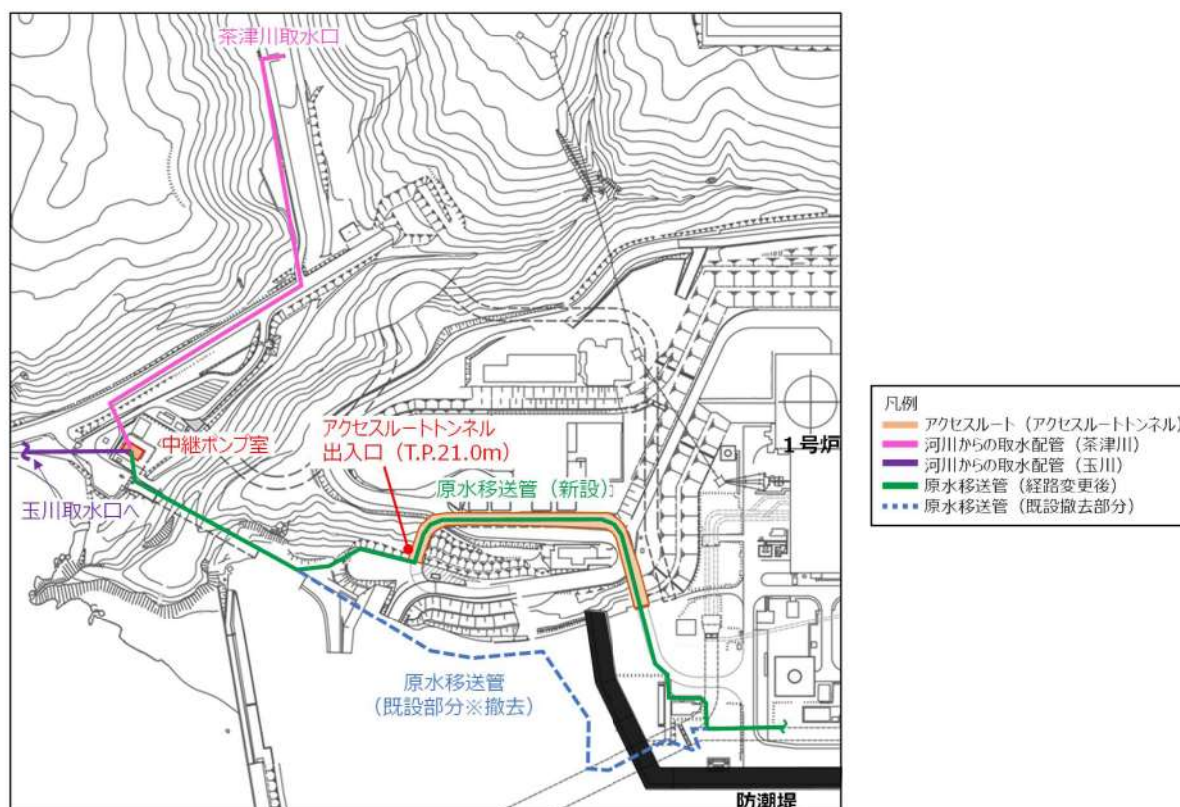 茶津川取水口
中継ポンプ室
アクセスルートトンネル
出入口（T.P.21.0m）
原水移送管（新設）
１号炉
玉川取水口へ
原水移送管
（既設部分※撤去）
防潮堤
凡例
アクセスルート（アクセスルートトンネル）
河川からの取水配管（茶津川）
河川からの取水配管（玉川）
原水移送管（経路変更後）
原水移送管（既設撤去部分）